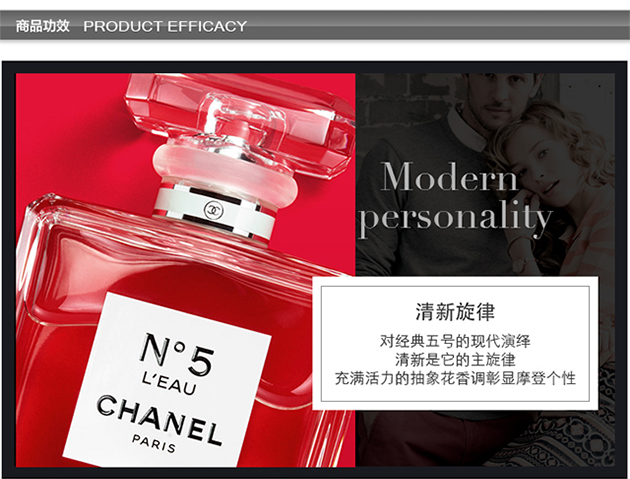 商品功效 PRODUCT EFFICACY
Modern
personality
清新旋律
对经典五号的现代演绎
清新是它的主旋律
充满活力的抽象花香调彰显摩登个性
N°5
L'EAU
CHANEL
PARIS